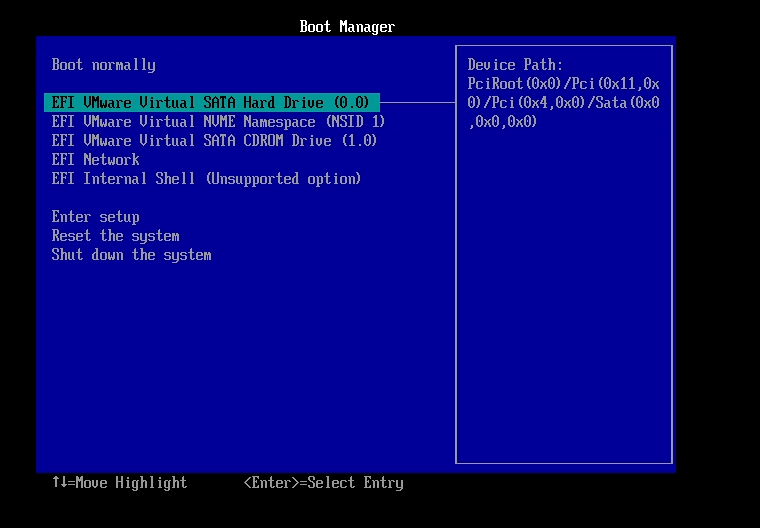 Boot Manager
Boot normally
EFI VMware Virtual SATA Hard Drive (0.0)
EFI VMware Virtual NVME Namespace (NSID 1)
EFI VMware Virtual SATA CDROM Drive (1.0)
EFI Network
EFI Internal Shell (Unsupported option)
Enter setup
Reset the system
Shut down the system
Device Path:
PciRoot(0x0)/Pci(0x11,0x
0)/Pci(0x4,0x0)/Sata(0x0
,0x0,0x0)
↑↓=Move Highlight <Enter>=Select Entry